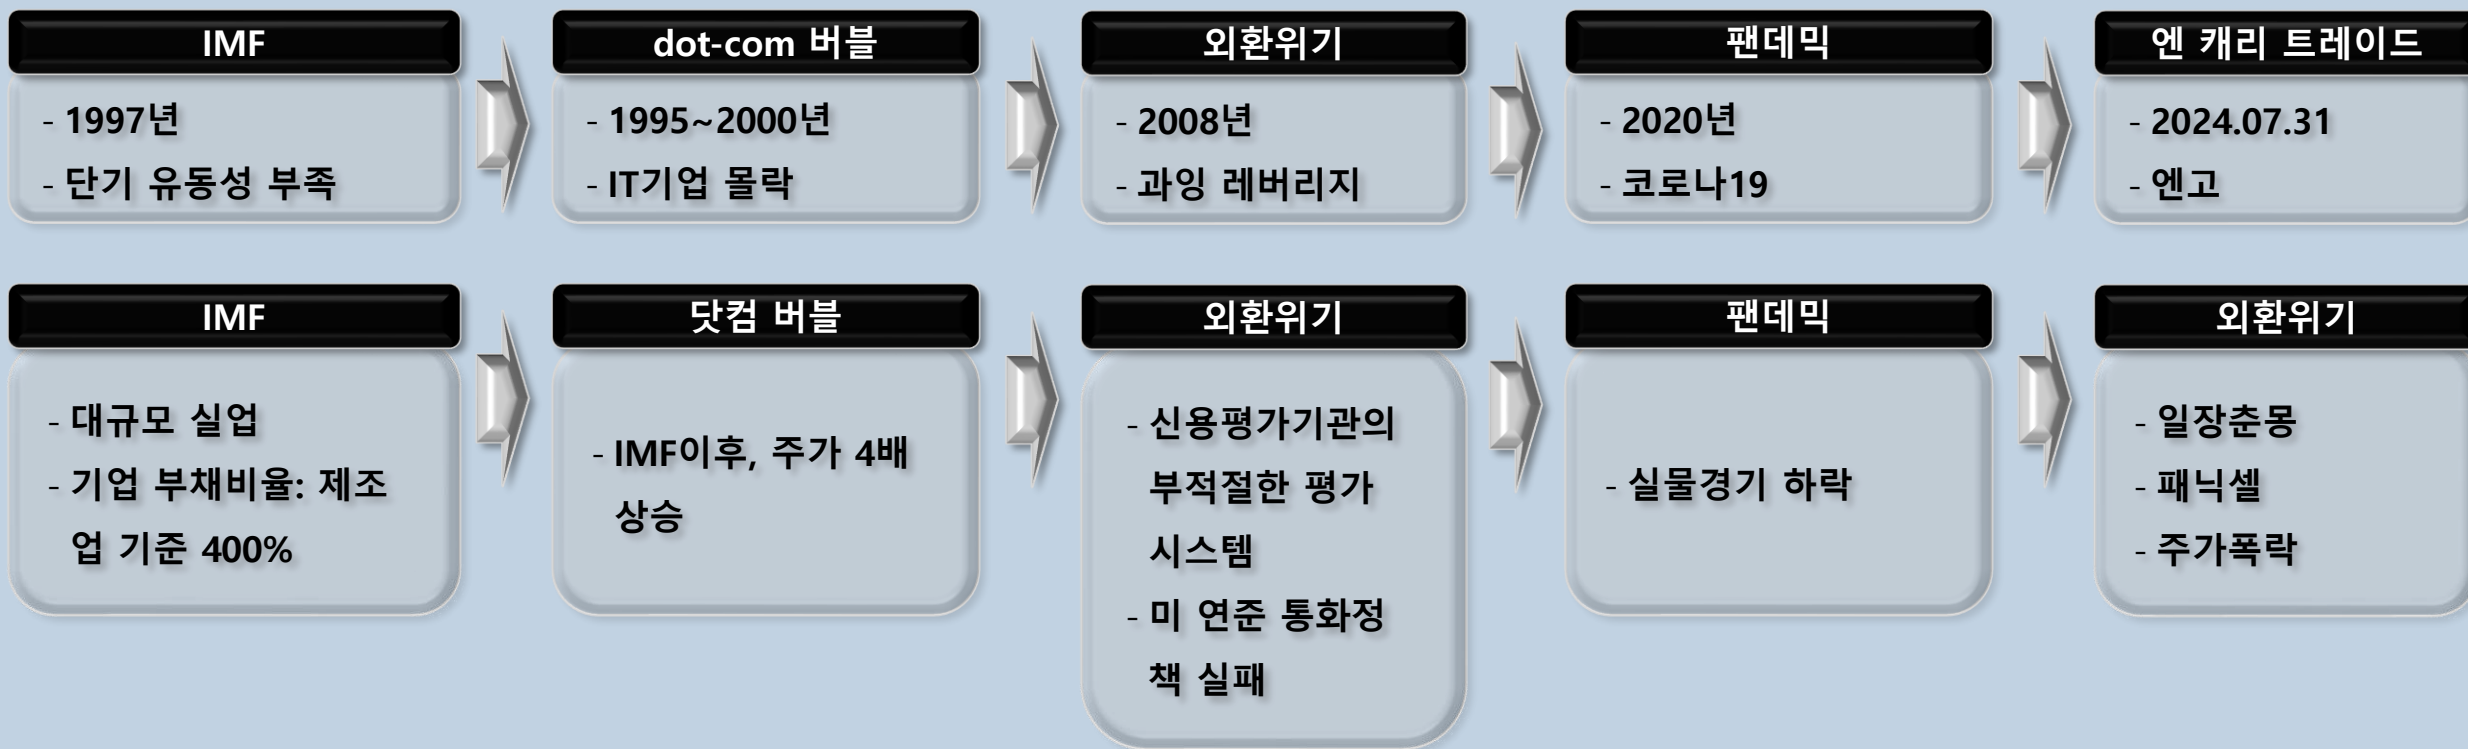 IMF
- 1997년
- 단기 유동성 부족
dot-com 버블
- 1995~2000년
- IT기업 몰락
외환위기
- 2008년
- 과잉 레버리지
팬데믹
- 2020년
- 코로나19
엔 캐리 트레이드
- 2024.07.31
- 엔고
IMF
- 대규모 실업
- 기업 부채비율: 제조
업 기준 400%
닷컴 버블
- IMF이후, 주가 4배
상승
외환위기
- 신용평가기관의
부적절한 평가
시스템
- 미 연준 통화정
책 실패
팬데믹
- 실물경기 하락
외환위기
- 일장춘몽
- 패닉셀
- 주가폭락